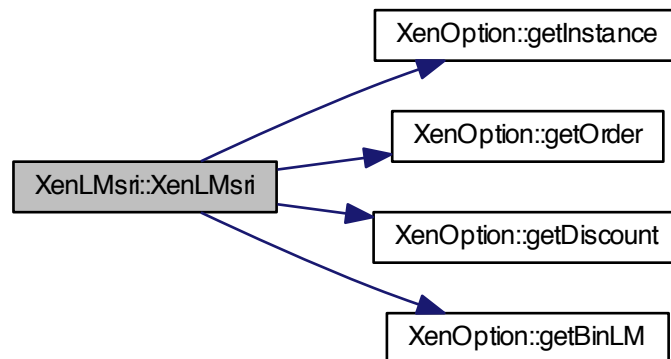 XenOption::getInstance
XenOption::getOrder
XenLMsri::XenLMsri
XenOption::getDiscount
XenOption::getBinLM